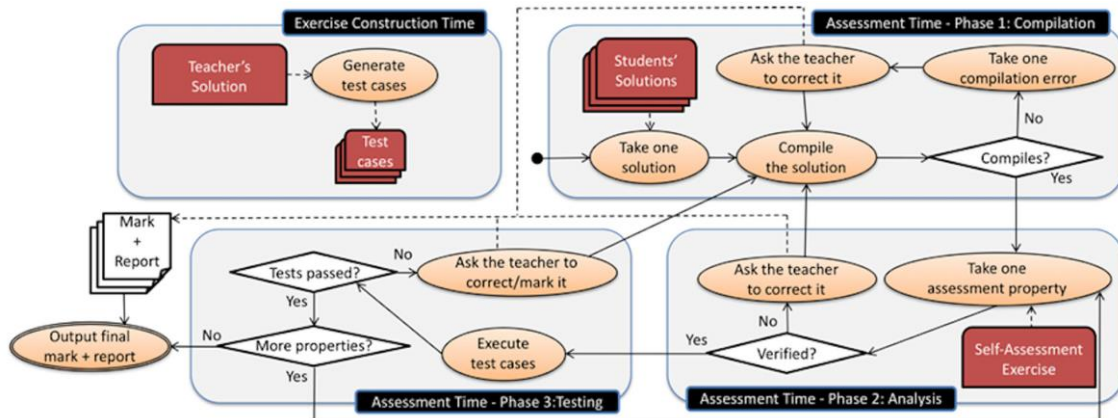 Exercise Construction Time
Teacher's
Solution
Generate
test cases
Test
cases
Assessment Time - Phase 1: Compilation
Students'
Solutions
Ask the teacher
to correct it
Take one
compilation error
No
Take one
solution
Compile
the solution
Compiles?
Yes
Mark
+
Report
Output final
mark + report
No
Tests passed?
No
Ask the teacher to
correct/mark it
Yes
More properties?
Yes
Execute
test cases
Assessment Time - Phase 3:Testing
Ask the teacher
to correct it
Take one
assessment property
No
Yes
Verified?
Self-Assessment
Exercise
Assessment Time - Phase 2: Analysis